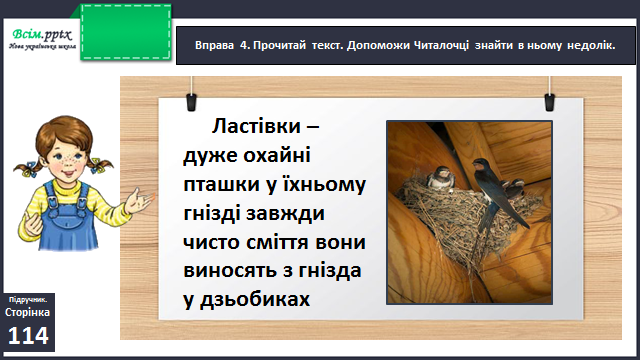 Всім.pptx
Нова українська школа
Вправа 4. Прочитай текст. Допоможи Читалочці знайти в ньому недолік.
Ластівки –
дуже охайні
пташки у їхньому
гнізді завжди
чисто сміття вони
виносять з гнізда
у дзьобиках
Підручник.
Сторінка
114